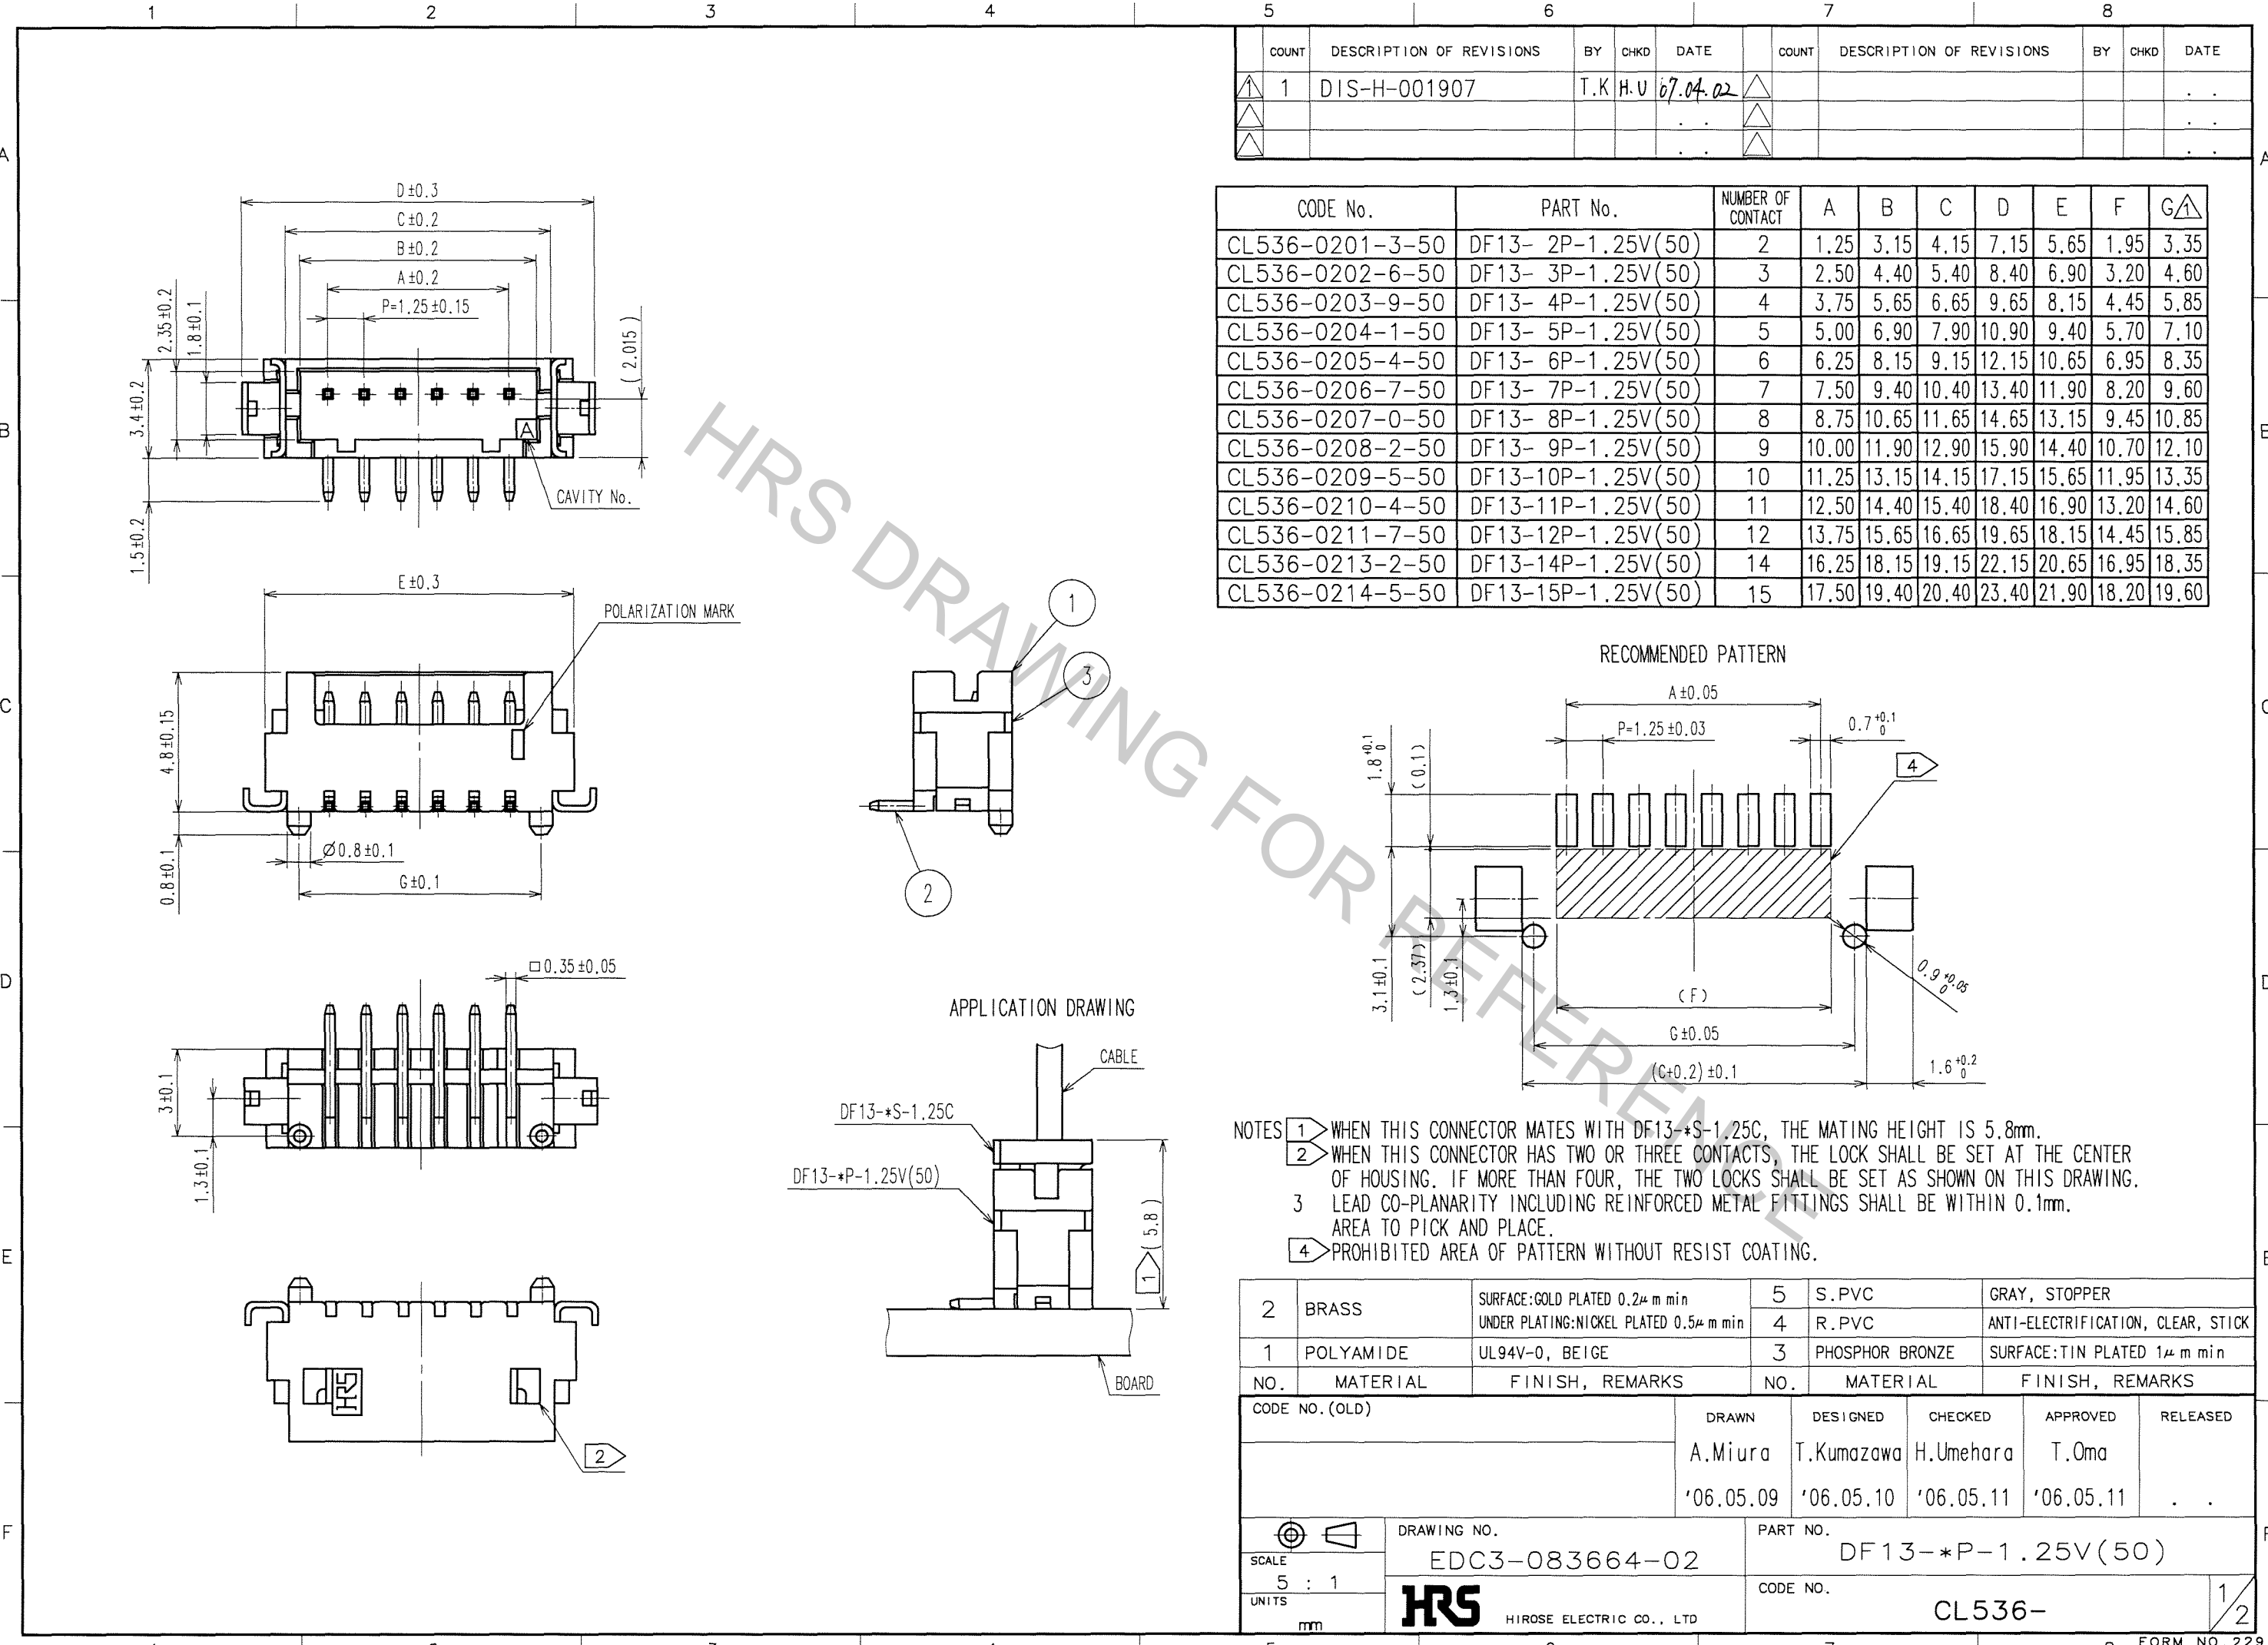 1 2 3 4 5 6 7 8
COUNT DESCRIPTION OF REVISIONS BY CHKD DATE COUNT DESCRIPTION OF REVISIONS BY CHKD DATE
1 1 DIS-H-001907 T.K H.U 07.04.02
A A
CODE No. PART No. NUMBER OF CONTACT A B C D E F G 1
CL536-0201-3-50 DF13- 2P-1.25V(50) 2 1.25 3.15 4.15 7.15 5.65 1.95 3.35
CL536-0202-6-50 DF13- 3P-1.25V(50) 3 2.50 4.40 5.40 8.40 6.90 3.20 4.60
CL536-0203-9-50 DF13- 4P-1.25V(50) 4 3.75 5.65 6.65 9.65 8.15 4.45 5.85
CL536-0204-1-50 DF13- 5P-1.25V(50) 5 5.00 6.90 7.90 10.90 9.40 5.70 7.10
CL536-0205-4-50 DF13- 6P-1.25V(50) 6 6.25 8.15 9.15 12.15 10.65 6.95 8.35
CL536-0206-7-50 DF13- 7P-1.25V(50) 7 7.50 9.40 10.40 13.40 11.90 8.20 9.60
CL536-0207-0-50 DF13- 8P-1.25V(50) 8 8.75 10.65 11.65 14.65 13.15 9.45 10.85
CL536-0208-2-50 DF13- 9P-1.25V(50) 9 10.00 11.90 12.90 15.90 14.40 10.70 12.10
CL536-0209-5-50 DF13-10P-1.25V(50) 10 11.25 13.15 14.15 17.15 15.65 11.95 13.35
CL536-0210-4-50 DF13-11P-1.25V(50) 11 12.50 14.40 15.40 18.40 16.90 13.20 14.60
CL536-0211-7-50 DF13-12P-1.25V(50) 12 13.75 15.65 16.65 19.65 18.15 14.45 15.85
CL536-0213-2-50 DF13-14P-1.25V(50) 14 16.25 18.15 19.15 22.15 20.65 16.95 18.35
CL536-0214-5-50 DF13-15P-1.25V(50) 15 17.50 19.40 20.40 23.40 21.90 18.20 19.60
D±0.3
C±0.2
B±0.2
A±0.2
P=1.25±0.15
2.35±0.2
1.8±0.1
3.4±0.2
(2.015)
1.5±0.2
A
CAVITY No.
B B
E±0.3
POLARIZATION MARK
4.8±0.15
0.8±0.1
Ø0.8±0.1
G±0.1
1
3
2
C C
HRS DRAWING FOR REFERENCE
RECOMMENDED PATTERN
A±0.05
P=1.25±0.03
0.7 +0.1 0
1.8 +0.1 0
(0.1)
4
3.1±0.1
(2.37)
1.3±0.1
0.9 +0.05 0
(F)
G±0.05
(C+0.2)±0.1
1.6 +0.2 0
D D
□0.35±0.05
3±0.1
1.3±0.1
APPLICATION DRAWING
CABLE
DF13-*S-1.25C
DF13-*P-1.25V(50)
1 (5.8)
BOARD
2
HRS
NOTES 1 WHEN THIS CONNECTOR MATES WITH DF13-*S-1.25C, THE MATING HEIGHT IS 5.8mm.
2 WHEN THIS CONNECTOR HAS TWO OR THREE CONTACTS, THE LOCK SHALL BE SET AT THE CENTER
OF HOUSING. IF MORE THAN FOUR, THE TWO LOCKS SHALL BE SET AS SHOWN ON THIS DRAWING.
3 LEAD CO-PLANARITY INCLUDING REINFORCED METAL FITTINGS SHALL BE WITHIN 0.1mm.
AREA TO PICK AND PLACE.
4 PROHIBITED AREA OF PATTERN WITHOUT RESIST COATING.
E E
2 BRASS SURFACE:GOLD PLATED 0.2μm min
UNDER PLATING:NICKEL PLATED 0.5μm min
5 S.PVC GRAY, STOPPER
4 R.PVC ANTI-ELECTRIFICATION, CLEAR, STICK
1 POLYAMIDE UL94V-0, BEIGE 3 PHOSPHOR BRONZE SURFACE:TIN PLATED 1μm min
NO. MATERIAL FINISH, REMARKS NO. MATERIAL FINISH, REMARKS
CODE NO.(OLD) DRAWN DESIGNED CHECKED APPROVED RELEASED
A.Miura T.Kumazawa H.Umehara T.Oma
'06.05.09 '06.05.10 '06.05.11 '06.05.11 . .
F F
SCALE 5 : 1
UNITS mm
DRAWING NO. EDC3-083664-02
PART NO. DF13-*P-1.25V(50)
HRS HIROSE ELECTRIC CO., LTD
CODE NO. CL536-
1/2
FORM NO.229